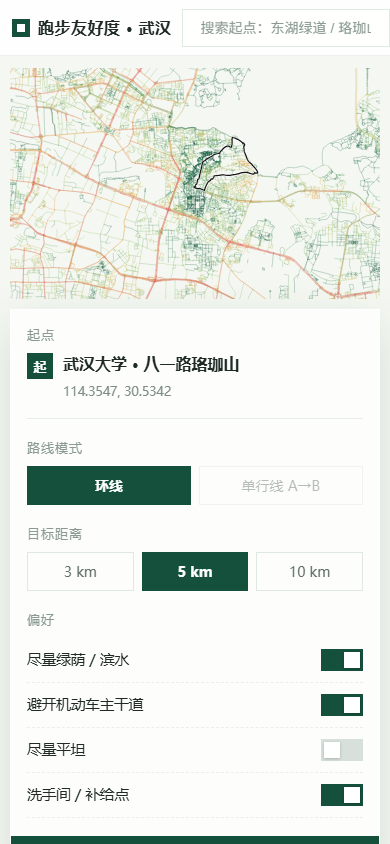 跑步友好度 • 武汉
搜索起点：东湖绿道 / 珞珈
起点
起
武汉大学 • 八一路珞珈山
114.3547, 30.5342
路线模式
环线
单行线 A→B
目标距离
3 km
5 km
10 km
偏好
尽量绿荫 / 滨水
避开机动车主干道
尽量平坦
洗手间 / 补给点